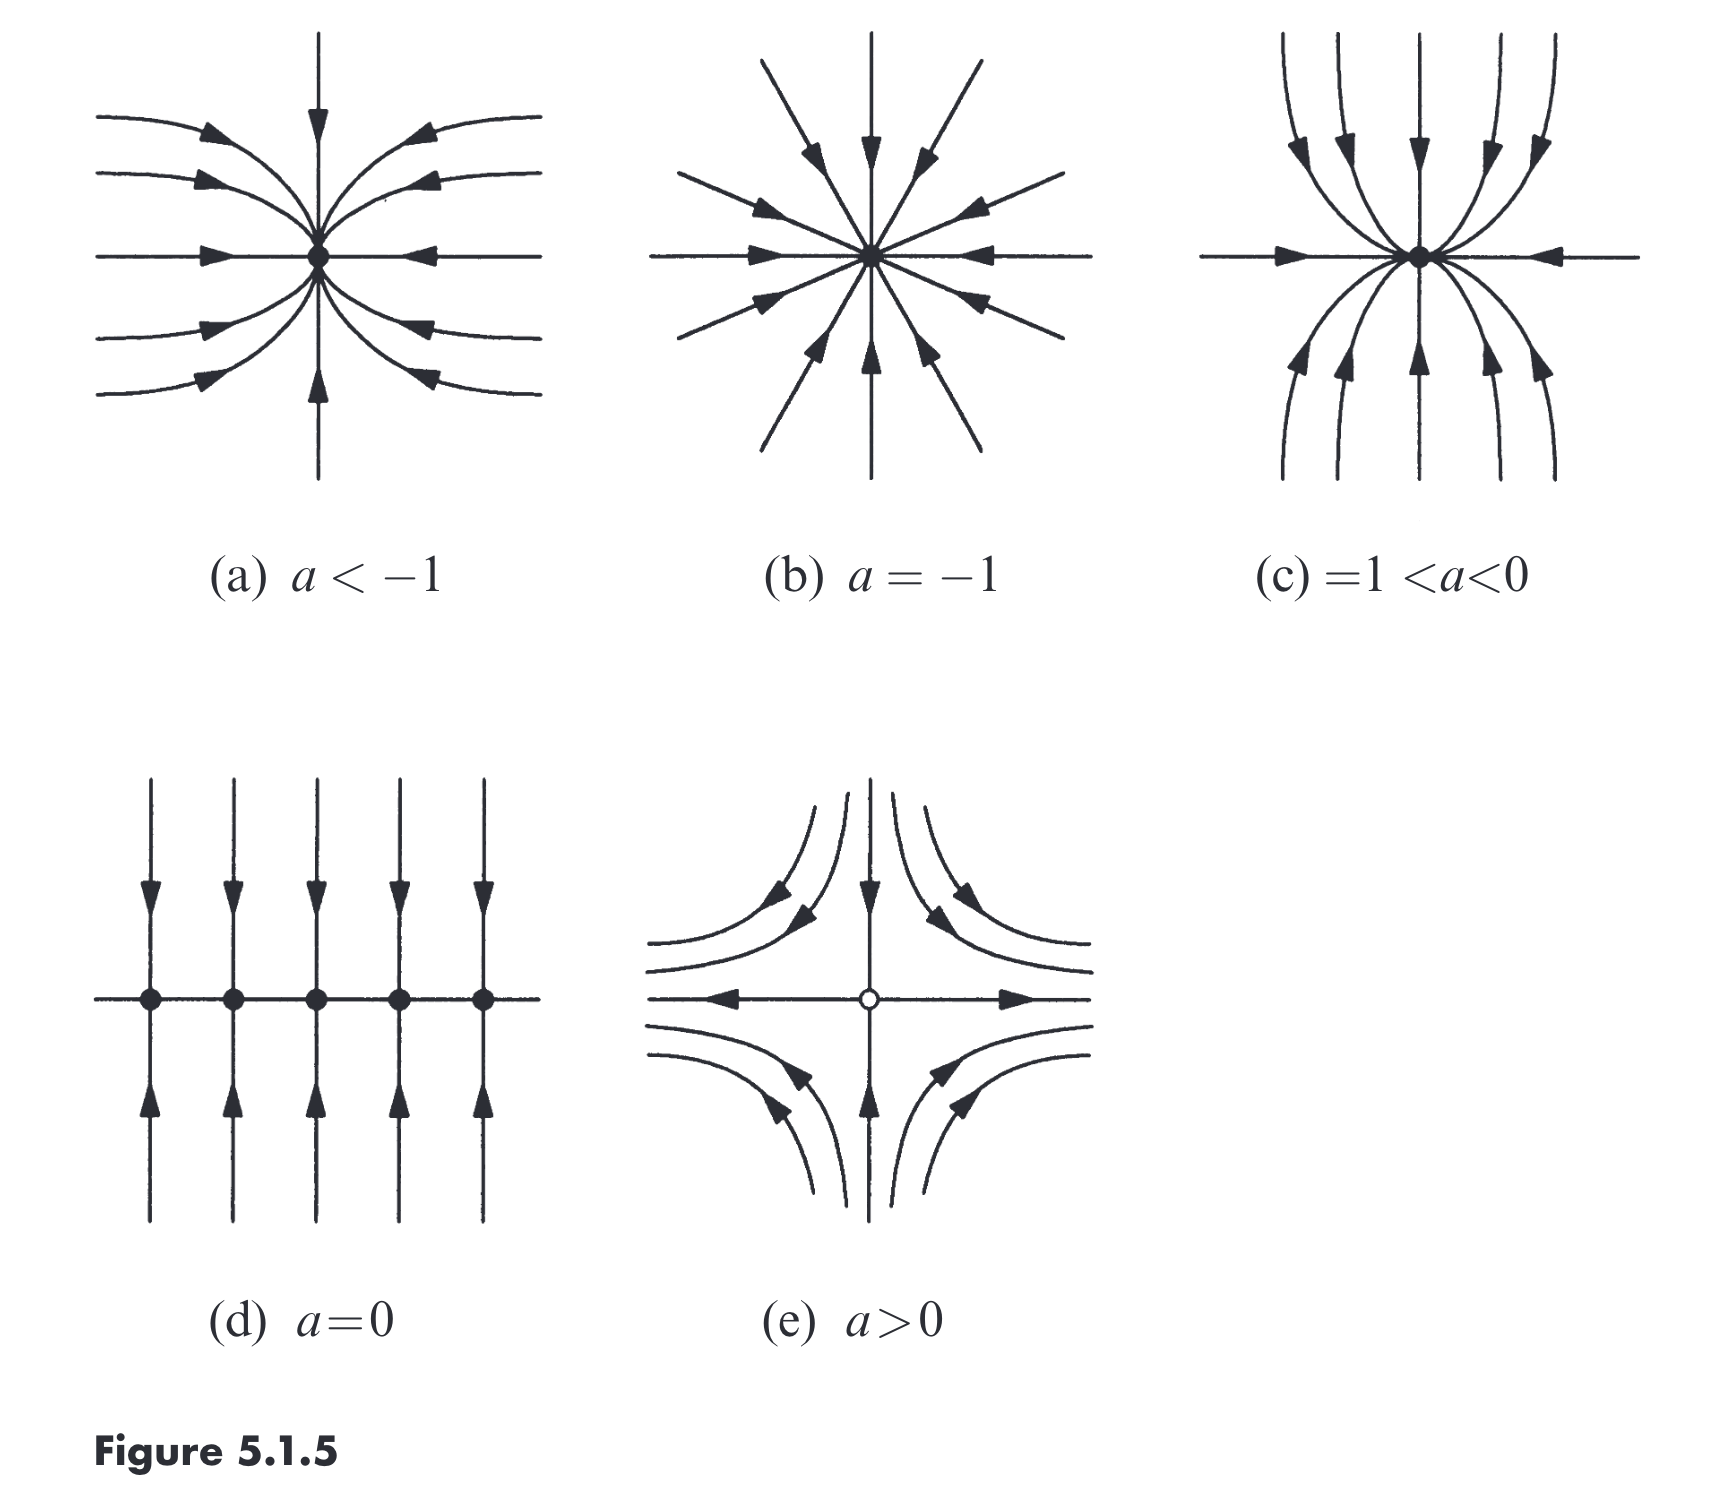 (a) a < −1
(b) a = −1
(c) =1 <a<0
(d) a=0
(e) a>0
Figure 5.1.5